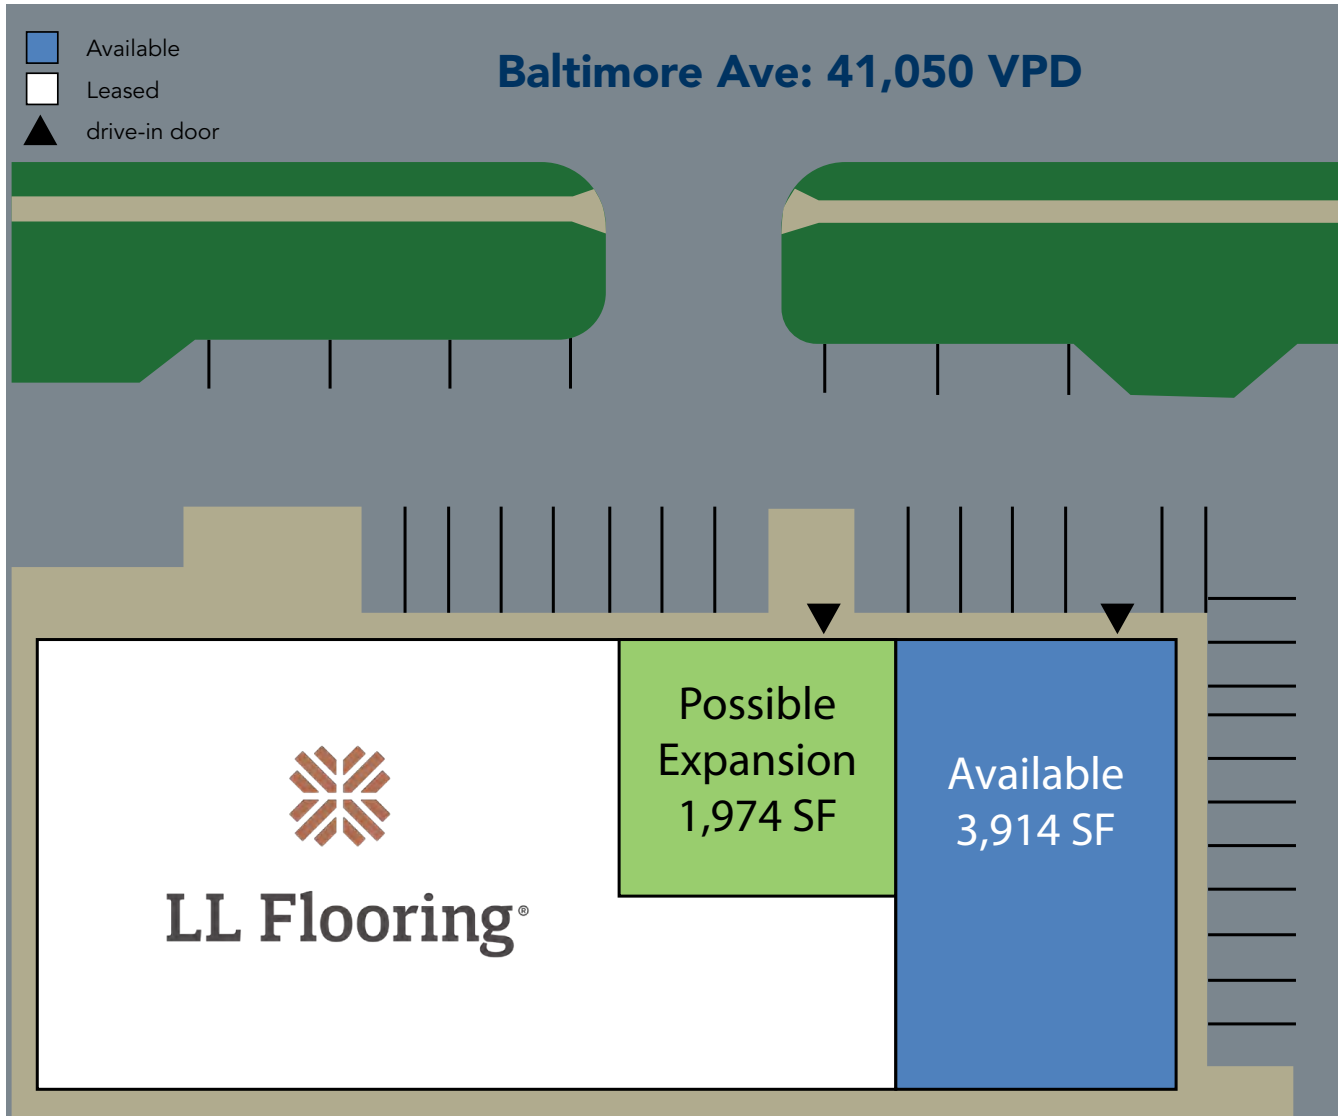 Available
Leased
drive-in door
Baltimore Ave: 41,050 VPD
Possible
Expansion
1,974 SF
Available
3,914 SF
LL Flooring®